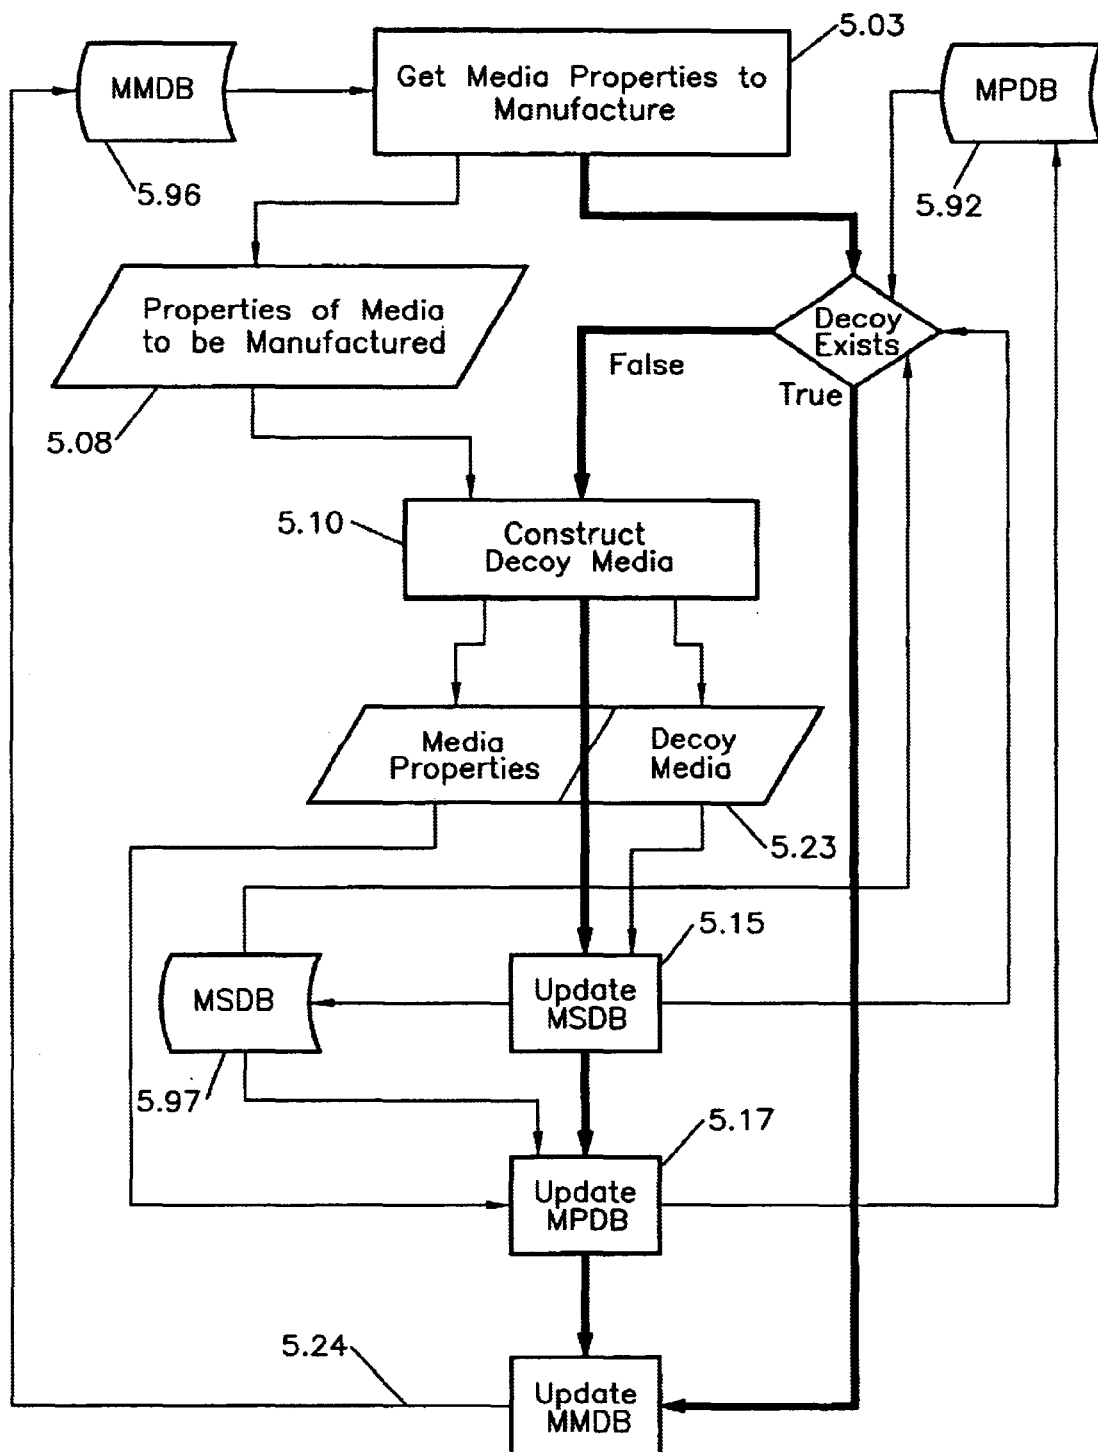 5.03
MMDB
Get Media Properties to
Manufacture
MPDB
5.96
5.92
Properties of Media
to be Manufactured
Decoy
Exists
False
True
5.08
5.10
Construct
Decoy Media
Media
Properties
Decoy
Media
5.23
5.15
MSDB
Update
MSDB
5.97
5.17
Update
MPDB
5.24
Update
MMDB